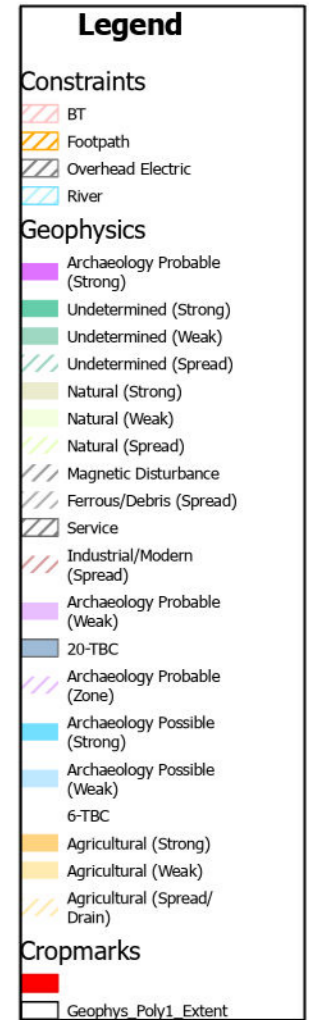 Legend
Constraints
BT
Footpath
Overhead Electric
River
Geophysics
Archaeology Probable
(Strong)
Undetermined (Strong)
Undetermined (Weak)
Undetermined (Spread)
Natural (Strong)
Natural (Weak)
Natural (Spread)
Magnetic Disturbance
Ferrous/Debris (Spread)
Service
Industrial/Modern
(Spread)
Archaeology Probable
(Weak)
20-TBC
Archaeology Probable
(Zone)
Archaeology Possible
(Strong)
Archaeology Possible
(Weak)
6-TBC
Agricultural (Strong)
Agricultural (Weak)
Agricultural (Spread/
Drain)
Cropmarks
Geophys_Poly1_Extent